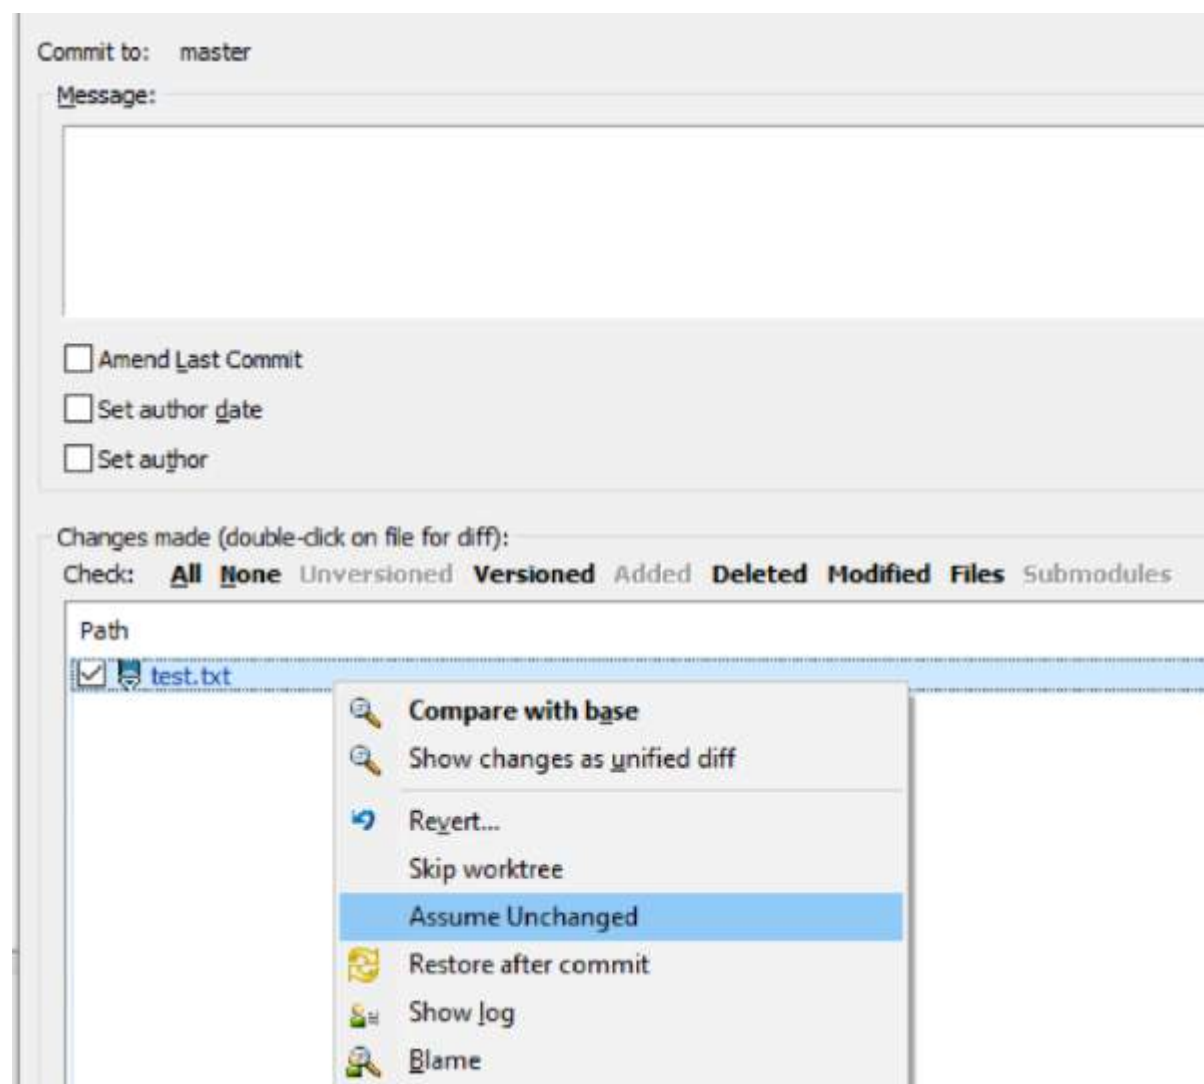 Commit to: master
Message:
Amend Last Commit
Set author date
Set author
Changes made (double-click on file for diff):
Check: All None Unversioned Versioned Added Deleted Modified Files Submodules
Path
test.txt
Compare with base
Show changes as unified diff
Revert...
Skip worktree
Assume Unchanged
Restore after commit
Show log
Blame